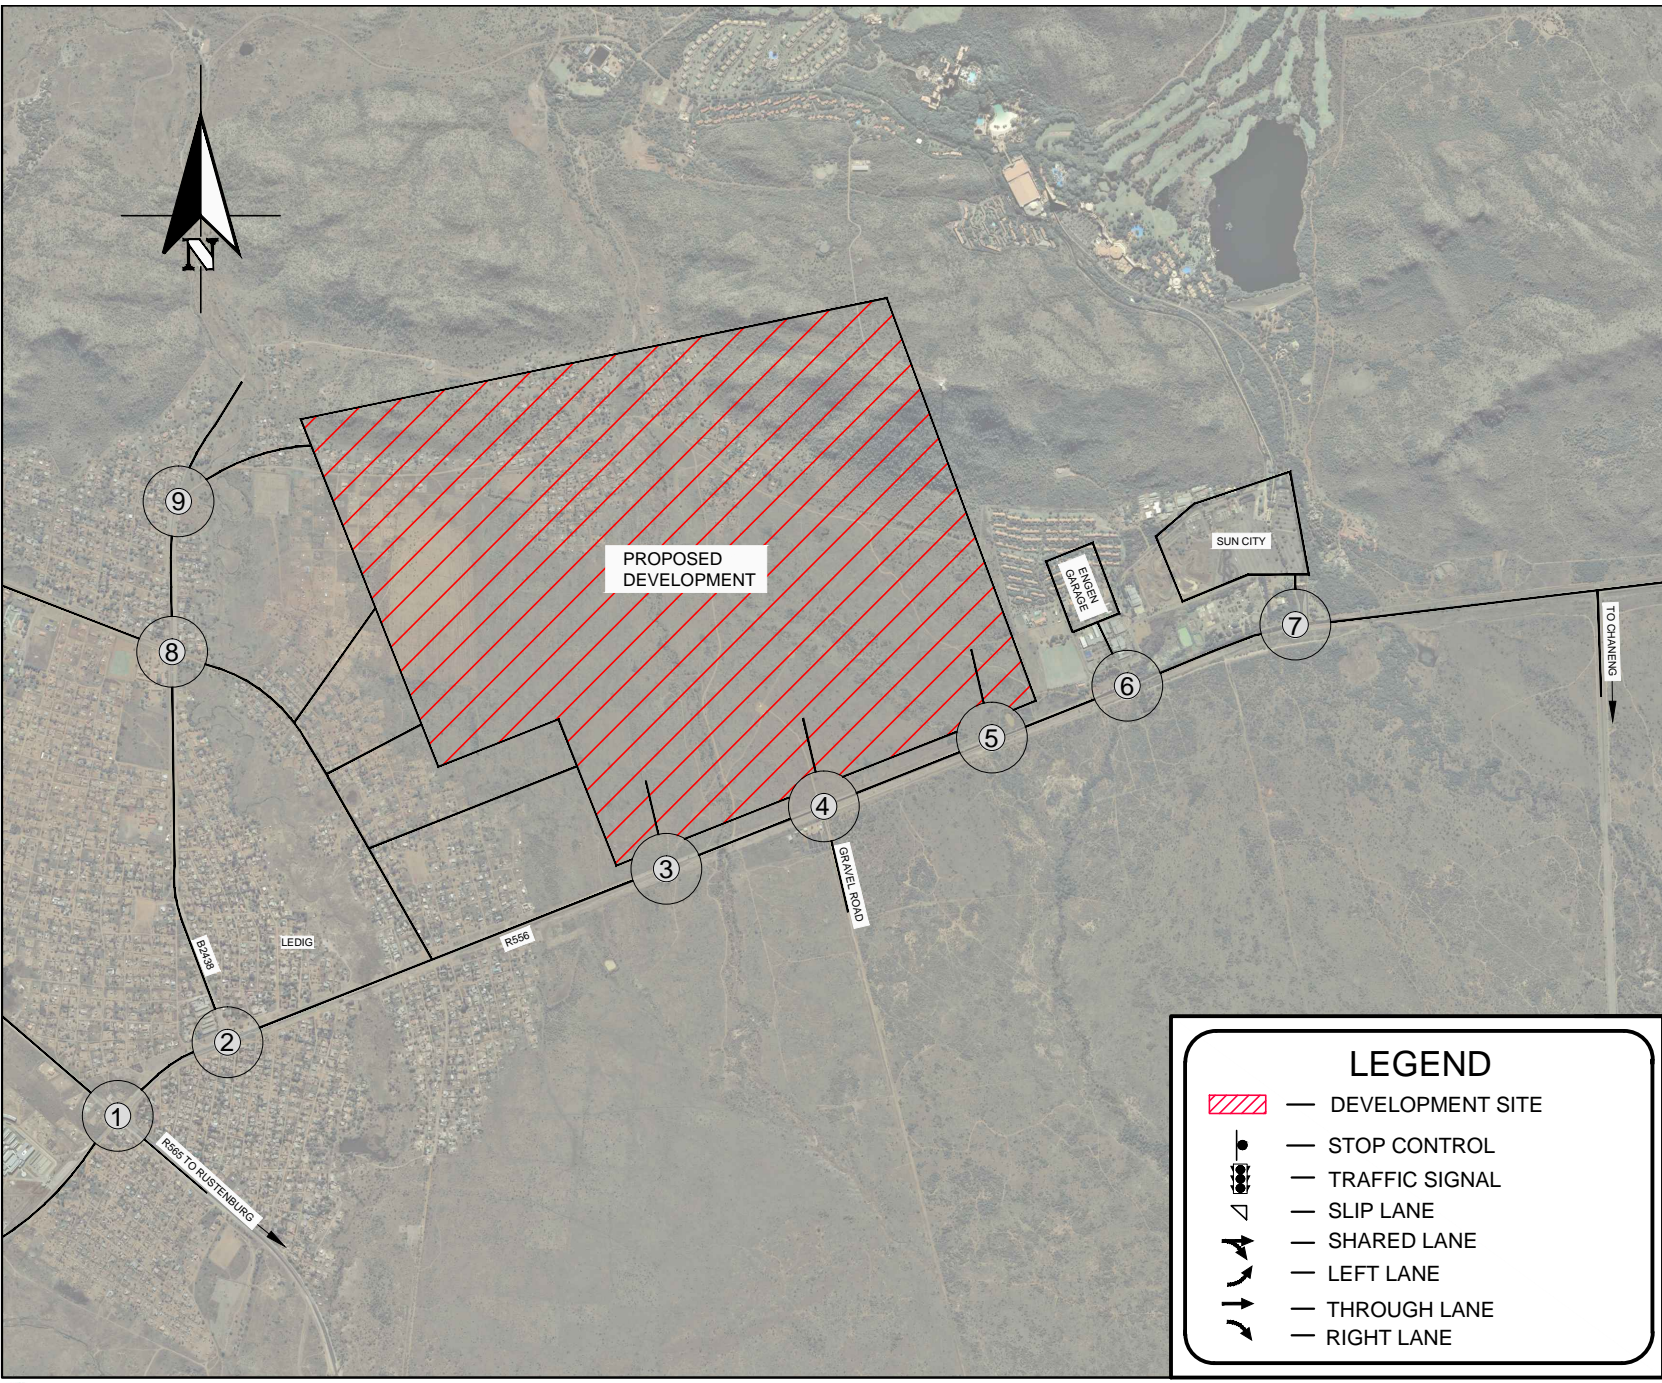 N
PROPOSED
DEVELOPMENT
SUN CITY
ENGEN
GARAGE
TO CHANENG
9
8
7
6
5
4
3
GRAVEL ROAD
R556
LEDIG
B2438
2
1
R565 TO RUSTENBURG
LEGEND
DEVELOPMENT SITE
STOP CONTROL
TRAFFIC SIGNAL
SLIP LANE
SHARED LANE
LEFT LANE
THROUGH LANE
RIGHT LANE